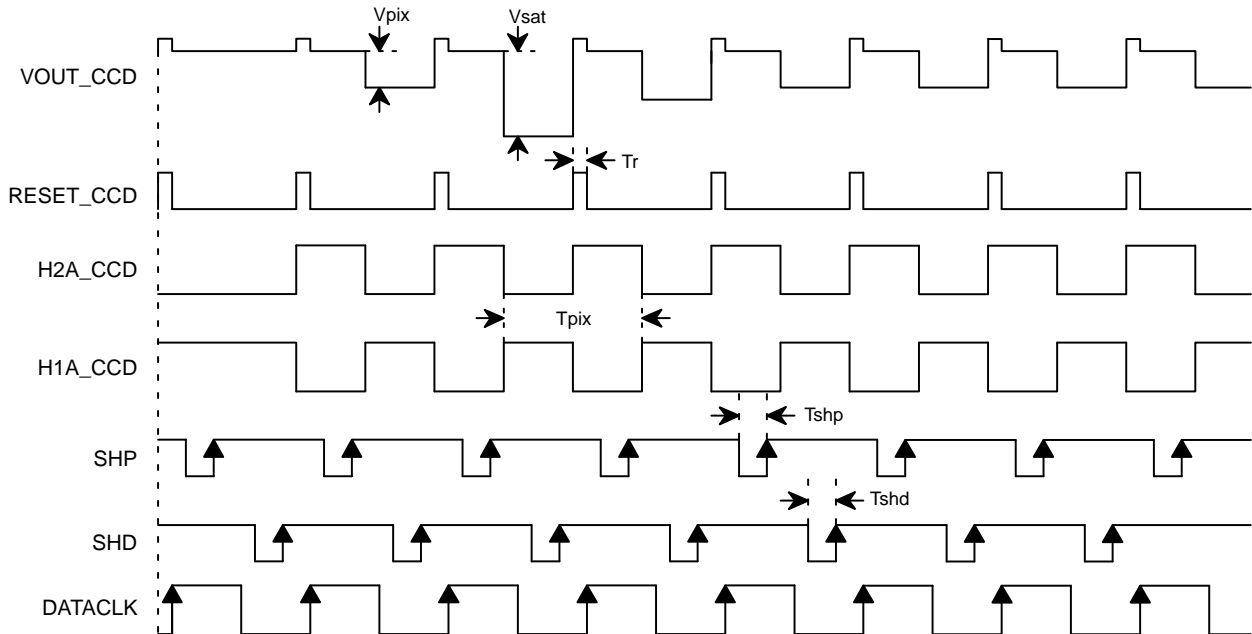 Vpix
Vsat
VOUT_CCD
Tr
RESET_CCD
H2A_CCD
Tpix
H1A_CCD
Tshp
SHP
Tshd
SHD
DATACLK